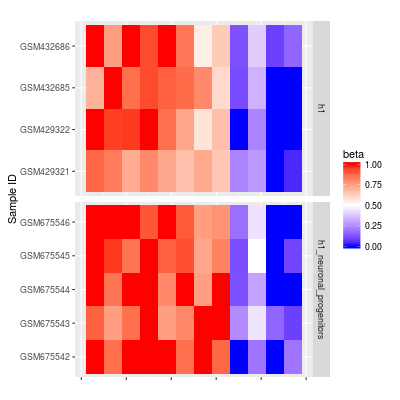 GSM432686
GSM432685
GSM429322
GSM429321
h1
GSM675546
GSM675545
GSM675544
GSM675543
GSM675542
h1_neuronal_progenitors
Sample ID
beta
1.00
0.75
0.50
0.25
0.00